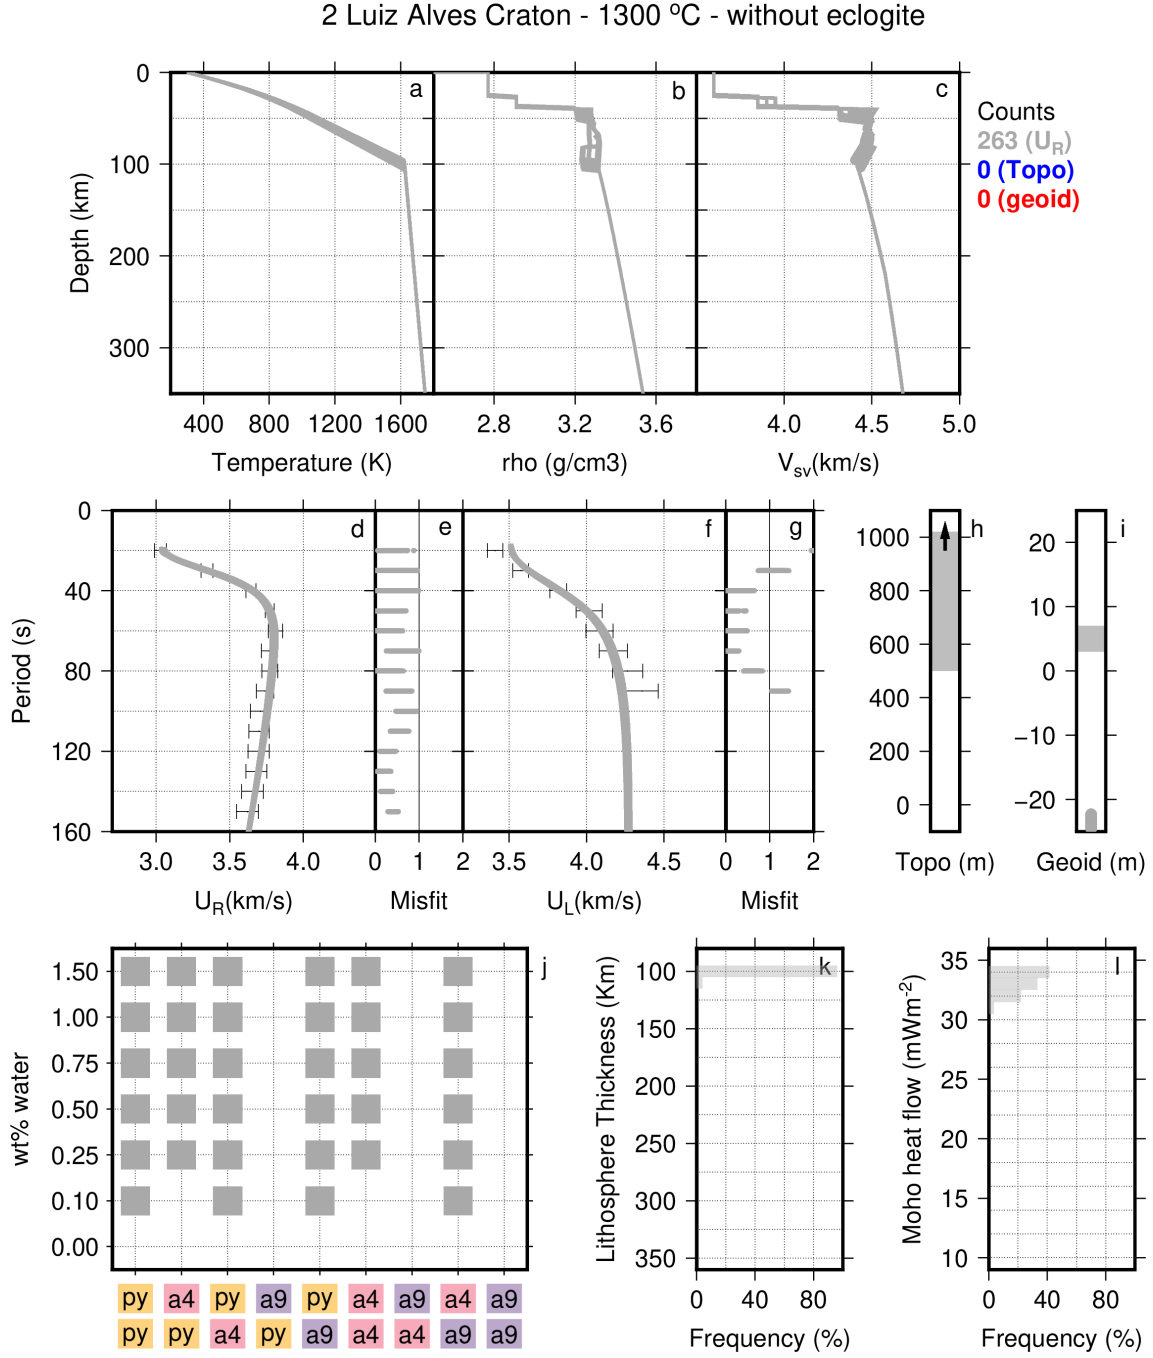 2 Luiz Alves Craton - 1300 ºC - without eclogite
a
b
c
0
100
200
300
Depth (km)
400 800 1200 1600
2.8 3.2 3.6
4.0 4.5 5.0
Temperature (K)
rho (g/cm3)
Vsv(km/s)
Counts
263 (UR)
0 (Topo)
0 (geoid)
d
e
f
g
h
i
0
40
80
120
160
Period (s)
3.0 3.5 4.0
0 1 2
3.5 4.0 4.5
0 1 2
UR(km/s)
Misfit
UL(km/s)
Misfit
1000
800
600
400
200
0
Topo (m)
20
10
0
−10
−20
Geoid (m)
j
k
l
1.50
1.00
0.75
0.50
0.25
0.10
0.00
wt% water
py a4 py a9 py a4 a9 a4 a9
py py a4 py a9 a4 a4 a9 a9
100
150
200
250
300
350
Lithosphere Thickness (Km)
0 40 80
Frequency (%)
35
30
25
20
15
10
Moho heat flow (mWm-2)
0 40 80
Frequency (%)